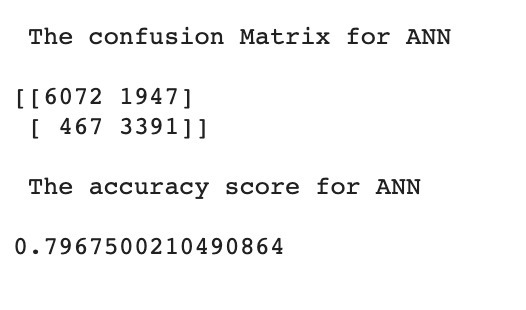 The confusion Matrix for ANN
[[6072 1947]
[ 467 3391]]
The accuracy score for ANN
0.7967500210490864